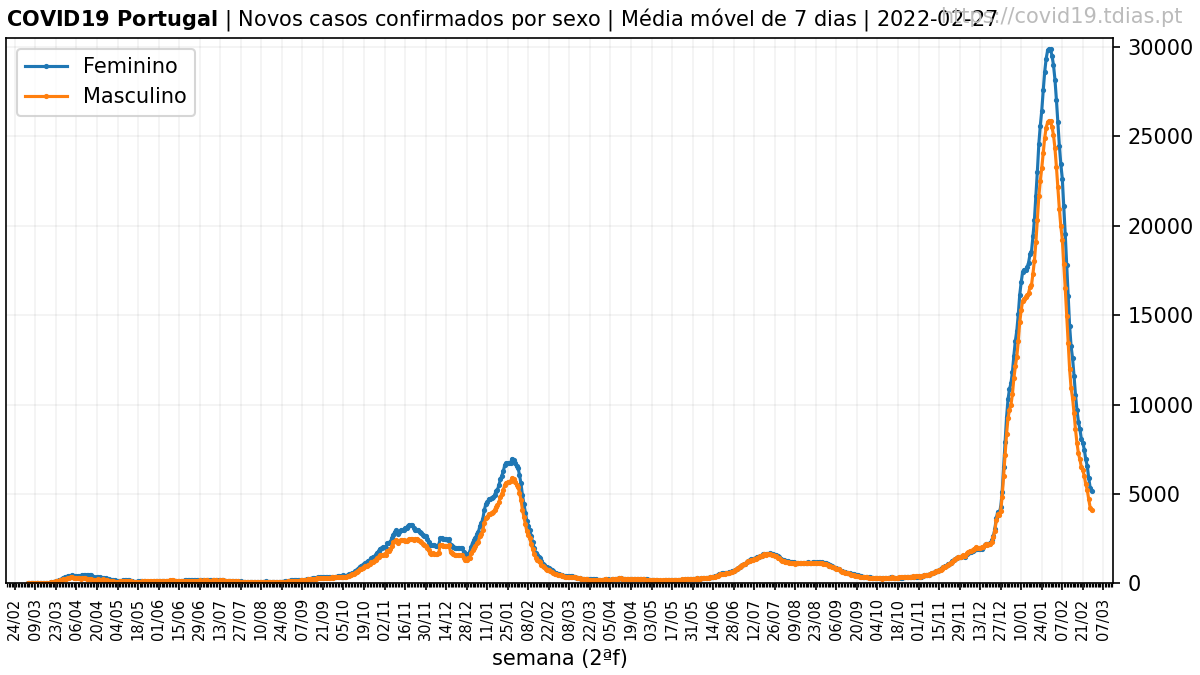 COVID19 Portugal | Novos casos confirmados por sexo | Média móvel de 7 dias | 2022-02-27
https://covid19.tdias.pt
Feminino
Masculino
30000
25000
20000
15000
10000
5000
0
24/02 09/03 23/03 06/04 20/04 04/05 18/05 01/06 15/06 29/06 13/07 27/07 10/08 24/08 07/09 21/09 05/10 19/10 02/11 16/11 30/11 14/12 28/12 11/01 25/01 08/02 22/02 08/03 22/03 05/04 19/04 03/05 17/05 31/05 14/06 28/06 12/07 26/07 09/08 23/08 06/09 20/09 04/10 18/10 01/11 15/11 29/11 13/12 27/12 10/01 24/01 07/02 21/02 07/03
semana (2ªf)